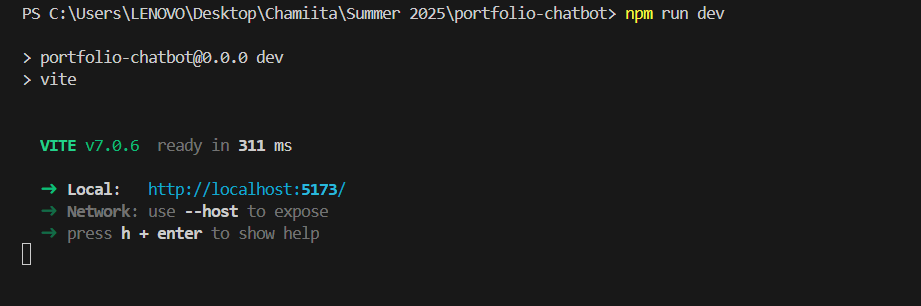 PS C:\Users\LENOVO\Desktop\Chamiita\Summer 2025\portfolio-chatbot> npm run dev
> portfolio-chatbot@0.0.0 dev
> vite
VITE v7.0.6 ready in 311 ms
➜ Local: http://localhost:5173/
➜ Network: use --host to expose
➜ press h + enter to show help